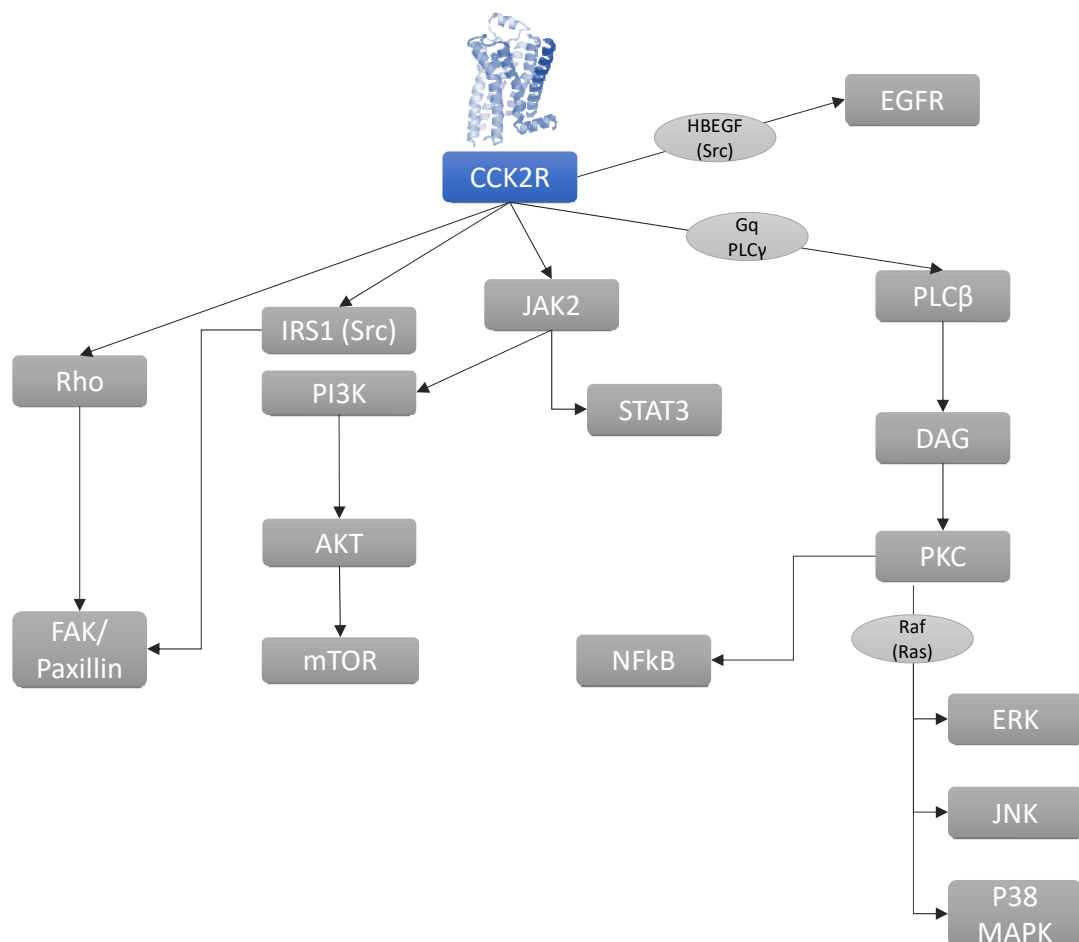 EGFR
HBEGF
(Src)
CCK2R
Gq
PLCγ
PLCβ
JAK2
IRS1 (Src)
Rho
PI3K
STAT3
DAG
AKT
PKC
FAK/
Paxillin
mTOR
NFkB
Raf
(Ras)
ERK
JNK
P38
MAPK